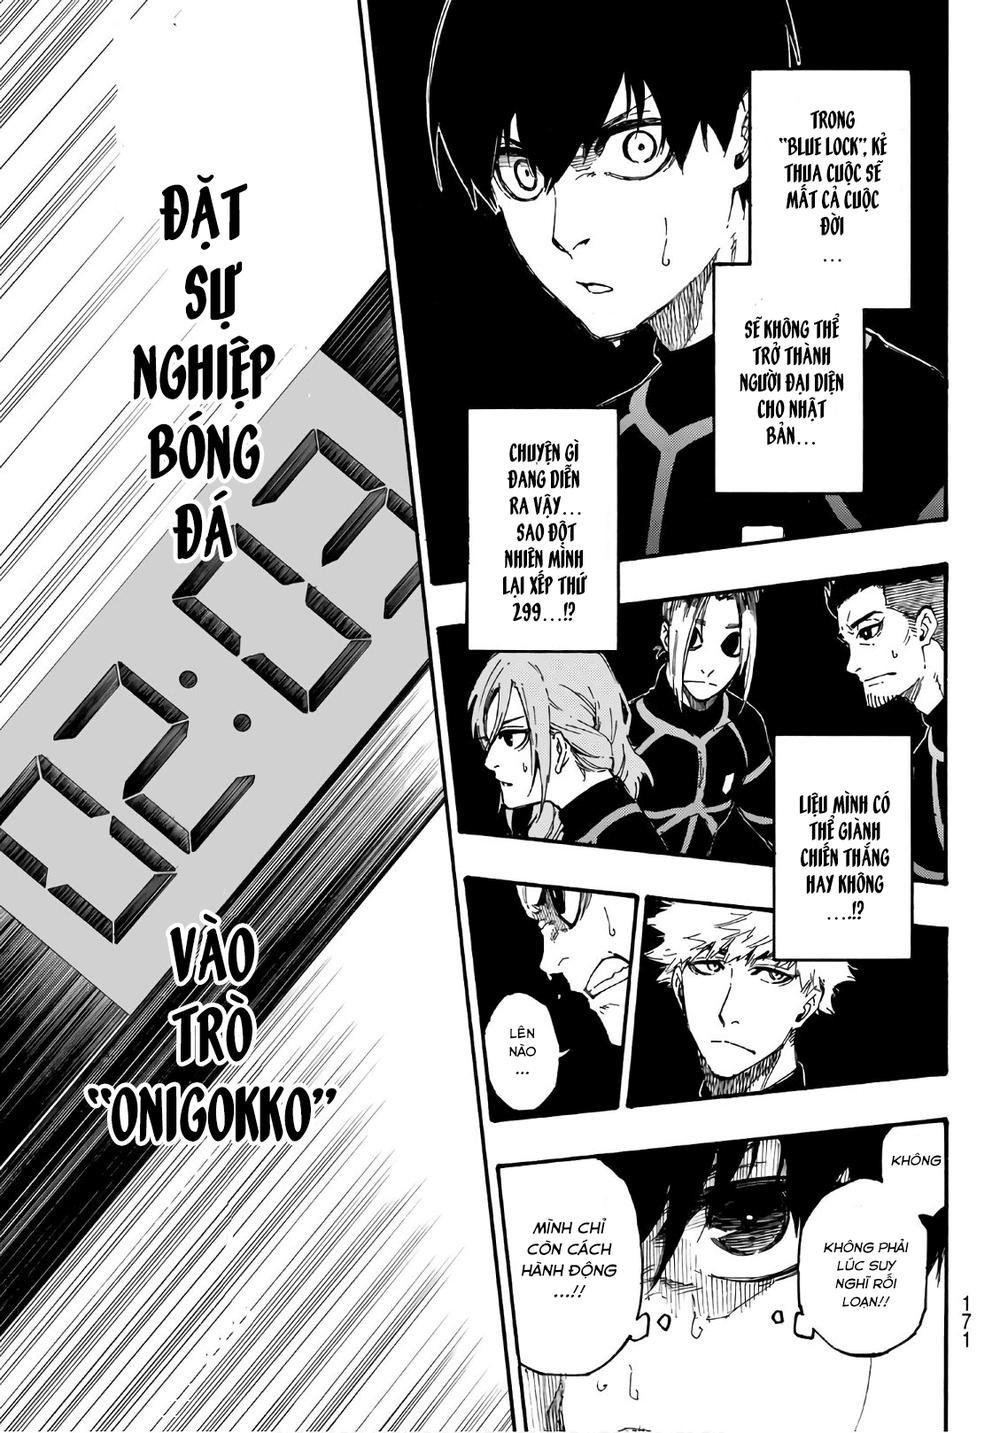 TRONG
"BLUE LOCK", KẺ
THUA CUỘC SẼ
MẤT CẢ CUỘC
ĐỜI
...
SẼ KHÔNG THỂ
TRỞ THÀNH
NGƯỜI ĐẠI DIỆN
CHO NHẬT
BẢN...
CHUYỆN GÌ
ĐANG DIỄN
RA VẬY...
SAO ĐỘT
NHIÊN MÌNH
LẠI XẾP THỨ
299...!?
LIỆU MÌNH CÓ
THỂ GIÀNH
CHIẾN THẮNG
HAY KHÔNG
...!?
LÊN
NÀO
...
KHÔNG
KHÔNG PHẢI
LÚC SUY
NGHĨ RỐI
LOẠN!!
MÌNH CHỈ
CÒN CÁCH
HÀNH ĐỘNG
...!!
ĐẶT
SỰ
NGHIỆP
BÓNG
ĐÁ
02:03
VÀO
TRÒ
"ONIGOKKO"
171